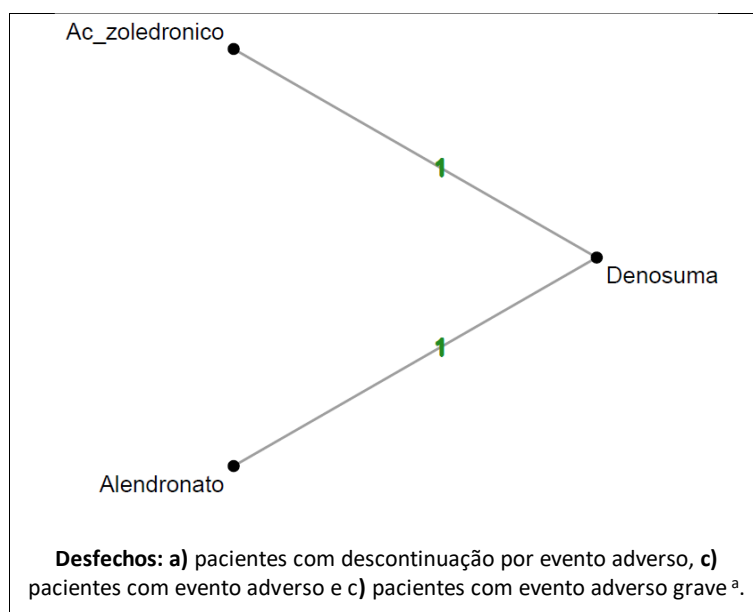 Ac_zoledronico
1
Denosuma
1
Alendronato
Desfechos: a) pacientes com descontinuação por evento adverso, c)
pacientes com evento adverso e c) pacientes com evento adverso grave ᵃ.